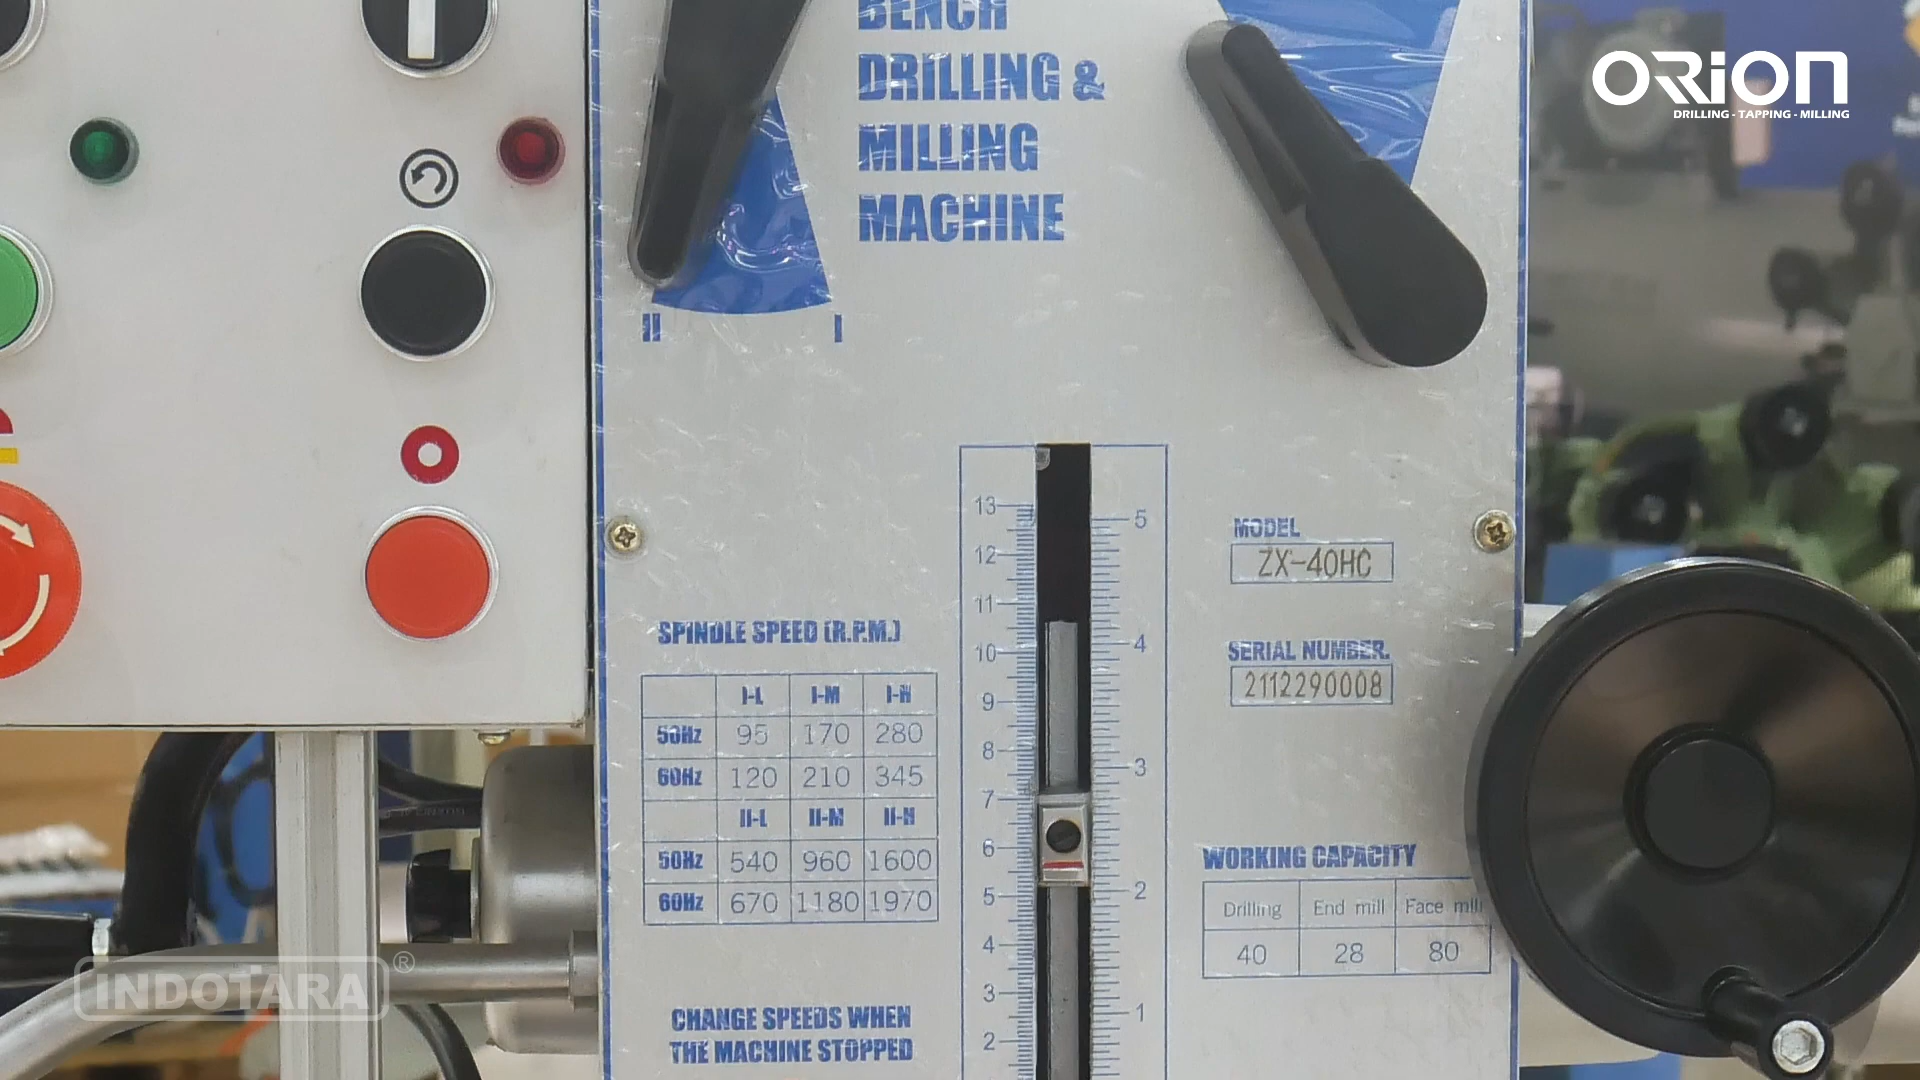 BENCH
DRILLING &
MILLING
MACHINE
ORION
DRILLING - TAPPING - MILLING
II I
SPINDLE SPEED (R.P.M.)
I-L I-M I-H
50Hz 95 170 280
60Hz 120 210 345
II-L II-M II-H
50Hz 540 960 1600
60Hz 670 1180 1970
CHANGE SPEEDS WHEN
THE MACHINE STOPPED
13
12
11
10
9
8
7
6
5
4
3
2
5
4
3
2
1
MODEL
ZX-40HC
SERIAL NUMBER.
2112290008
WORKING CAPACITY
Drilling End mill Face mill
40 28 80
INDOTARA®